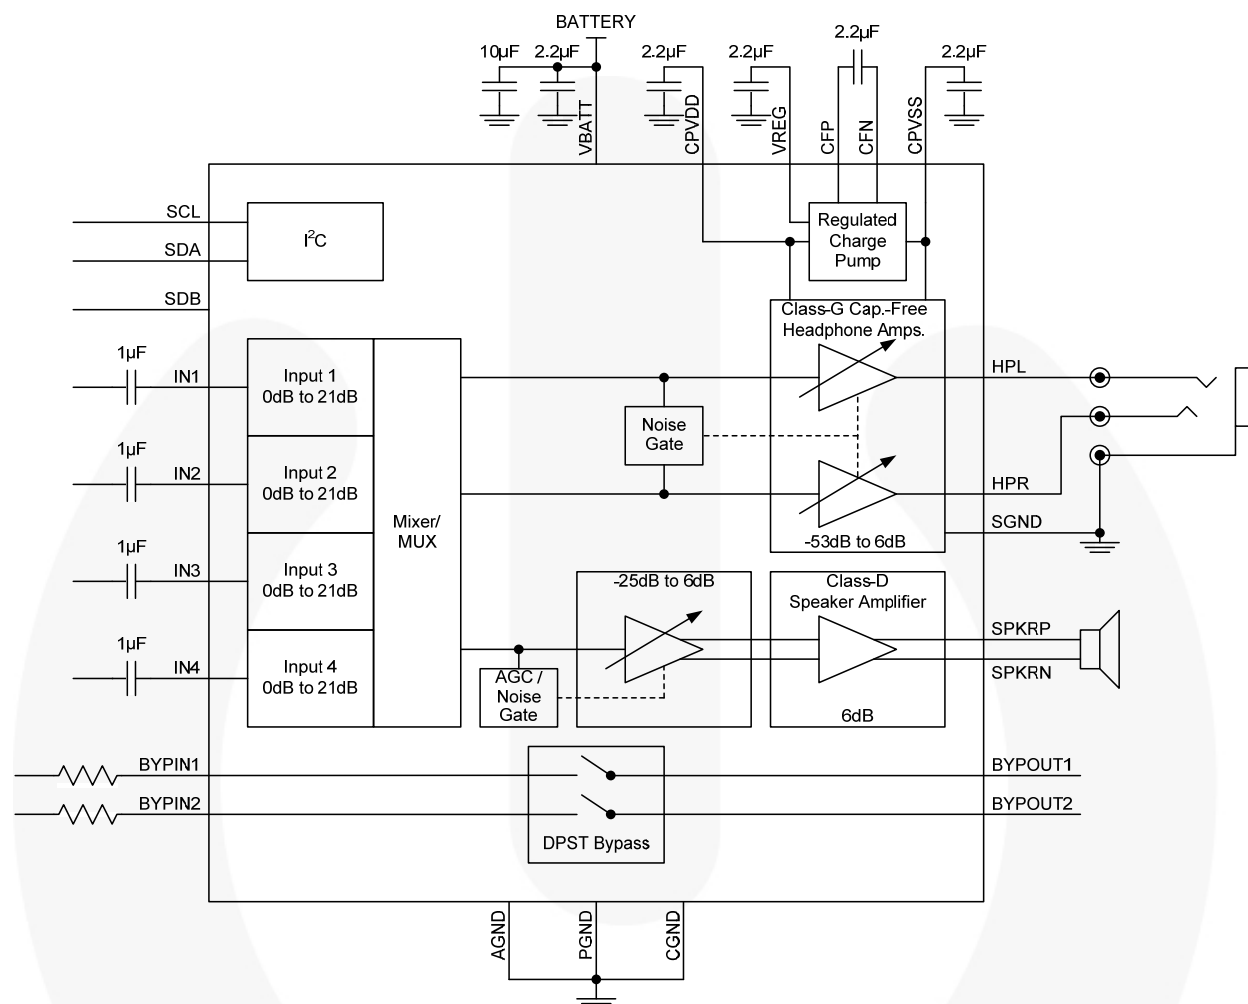 BATTERY
10µF
2.2µF
2.2µF
2.2µF
2.2µF
2.2µF
VBATT
CPVDD
VREG
CFP
CFN
CPVSS
SCL
SDA
SDB
I²C
Regulated
Charge
Pump
Class-G Cap.-Free
Headphone Amps.
1µF
IN1
Input 1
0dB to 21dB
HPL
Noise
Gate
1µF
IN2
Input 2
0dB to 21dB
HPR
Mixer/
MUX
SGND
-53dB to 6dB
1µF
IN3
Input 3
0dB to 21dB
-25dB to 6dB
Class-D
Speaker Amplifier
SPKRP
1µF
IN4
Input 4
0dB to 21dB
SPKRN
AGC /
Noise
Gate
6dB
BYPIN1
BYPOUT1
BYPIN2
BYPOUT2
DPST Bypass
AGND
PGND
CGND